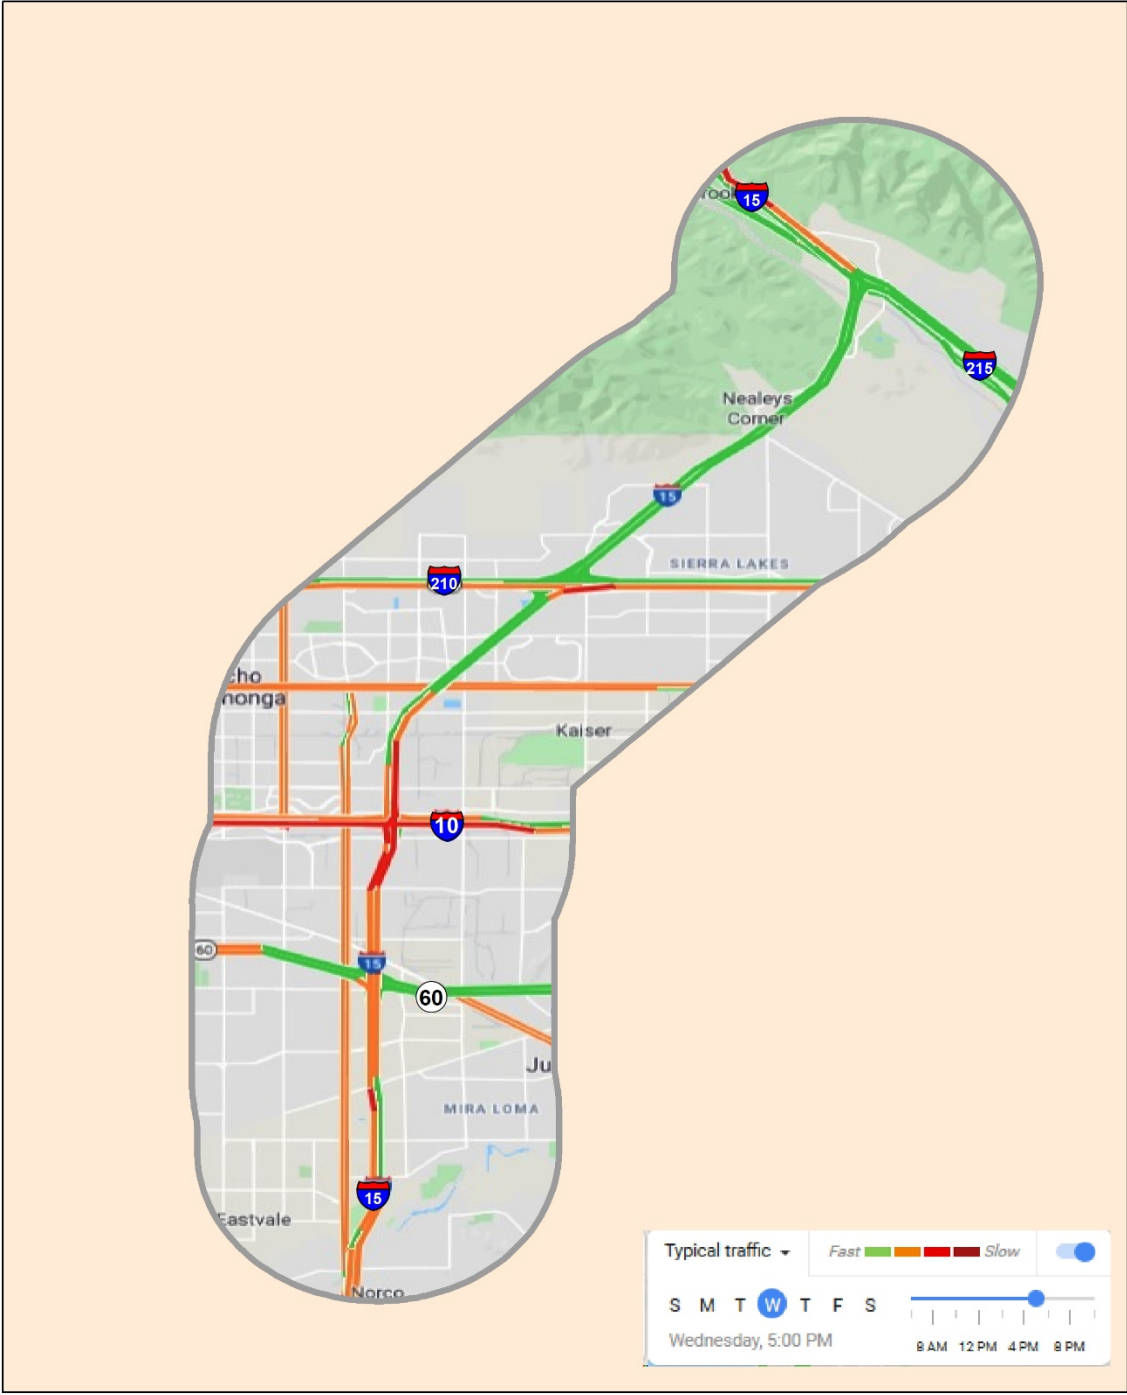 roo
15
215
Nealeys
Corner
15
SIERRA LAKES
210
cho
nonga
Kaiser
10
60
15
60
Ju
MIRA LOMA
15
Eastvale
Norco
Typical traffic
Fast Slow
S M T W T F S
Wednesday, 5:00 PM
8 AM 12 PM 4 PM 8 PM